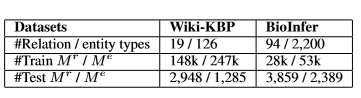 Datasets Wiki-KBP BioInfer
#Relation / entity types 19 / 126 94 / 2,200
#Train M^r / M^e 148k / 247k 28k / 53k
#Test M^r / M^e 2,948 / 1,285 3,859 / 2,389